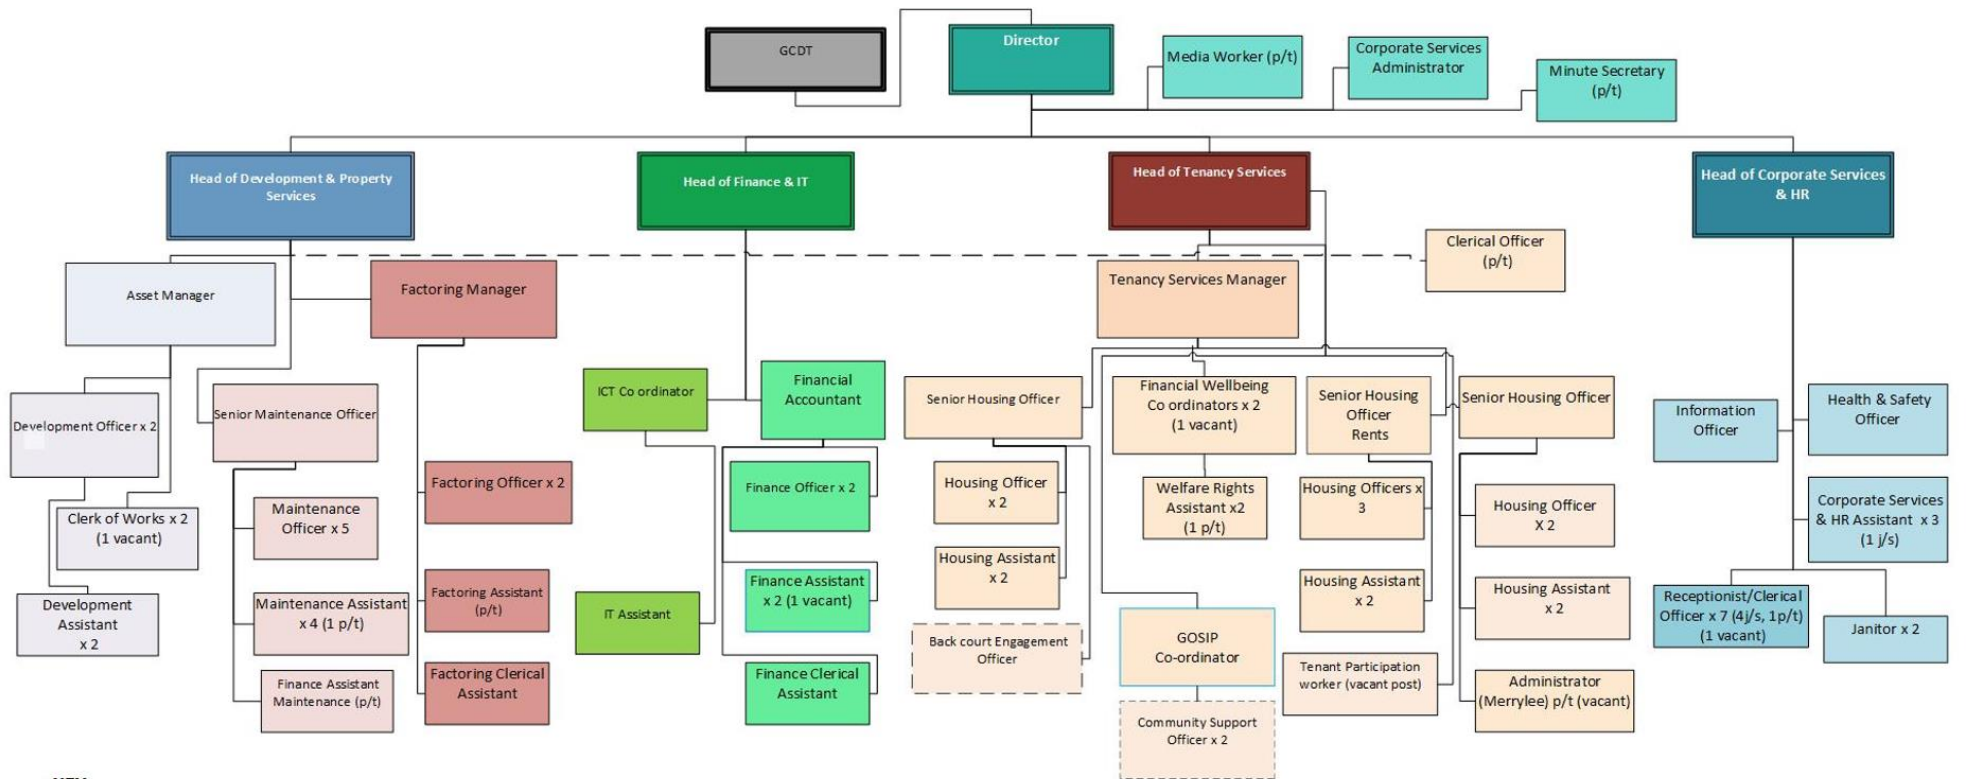 GCDT
Director
Media Worker (p/t)
Corporate Services
Administrator
Minute Secretary
(p/t)
Head of Development & Property
Services
Head of Finance & IT
Head of Tenancy Services
Head of Corporate Services
& HR
Clerical Officer
(p/t)
Asset Manager
Factoring Manager
Tenancy Services Manager
Development Officer x 2
Senior Maintenance Officer
ICT Co ordinator
Financial
Accountant
Senior Housing Officer
Financial Wellbeing
Co ordinators x 2
(1 vacant)
Senior Housing
Officer
Rents
Senior Housing Officer
Information
Officer
Health & Safety
Officer
Clerk of Works x 2
(1 vacant)
Maintenance
Officer x 5
Factoring Officer x 2
Finance Officer x 2
Housing Officer
x 2
Welfare Rights
Assistant x2
(1 p/t)
Housing Officers x
3
Housing Officer
X 2
Corporate Services
& HR Assistant x 3
(1 j/s)
Development
Assistant
x 2
Maintenance Assistant
x 4 (1 p/t)
Factoring Assistant
(p/t)
IT Assistant
Finance Assistant
x 2 (1 vacant)
Housing Assistant
x 2
Housing Assistant
x 2
Housing Assistant
x 2
Receptionist/Clerical
Officer x 7 (4j/s, 1p/t)
(1 vacant)
Janitor x 2
Finance Assistant
Maintenance (p/t)
Factoring Clerical
Assistant
Finance Clerical
Assistant
Back court Engagement
Officer
GOSIP
Co-ordinator
Tenant Participation
worker (vacant post)
Administrator
(Merrylee) p/t (vacant)
Community Support
Officer x 2